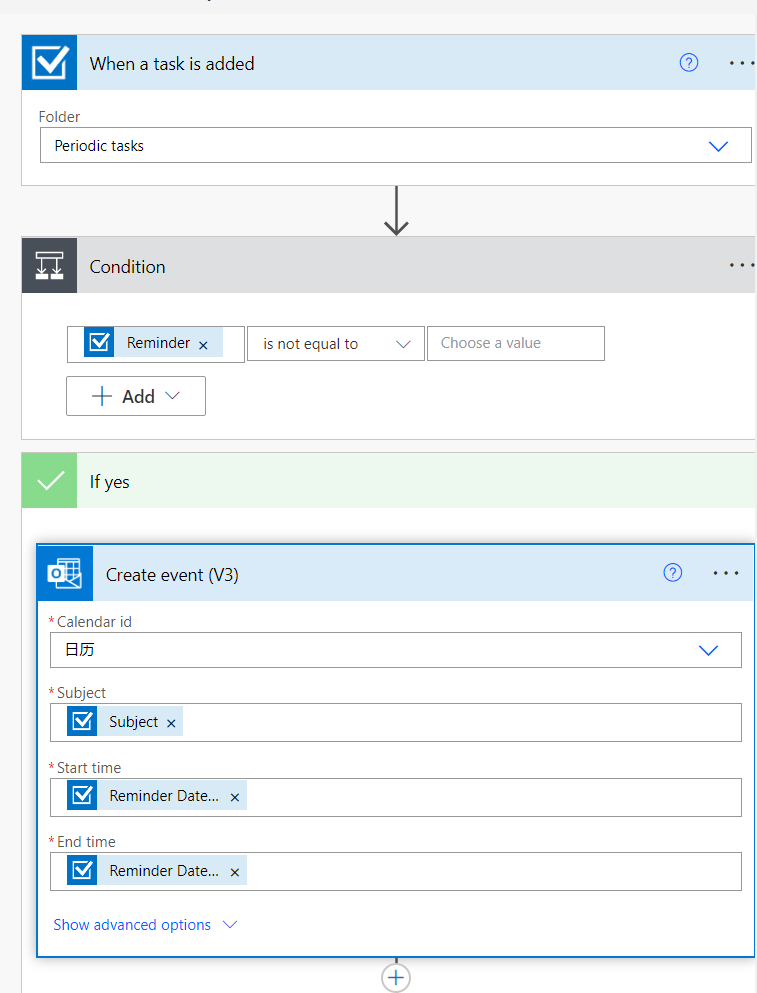 When a task is added
Folder
Periodic tasks
Condition
Reminder × is not equal to Choose a value
+ Add
If yes
Create event (V3)
* Calendar id
日历
* Subject
Subject ×
* Start time
Reminder Date... ×
* End time
Reminder Date... ×
Show advanced options